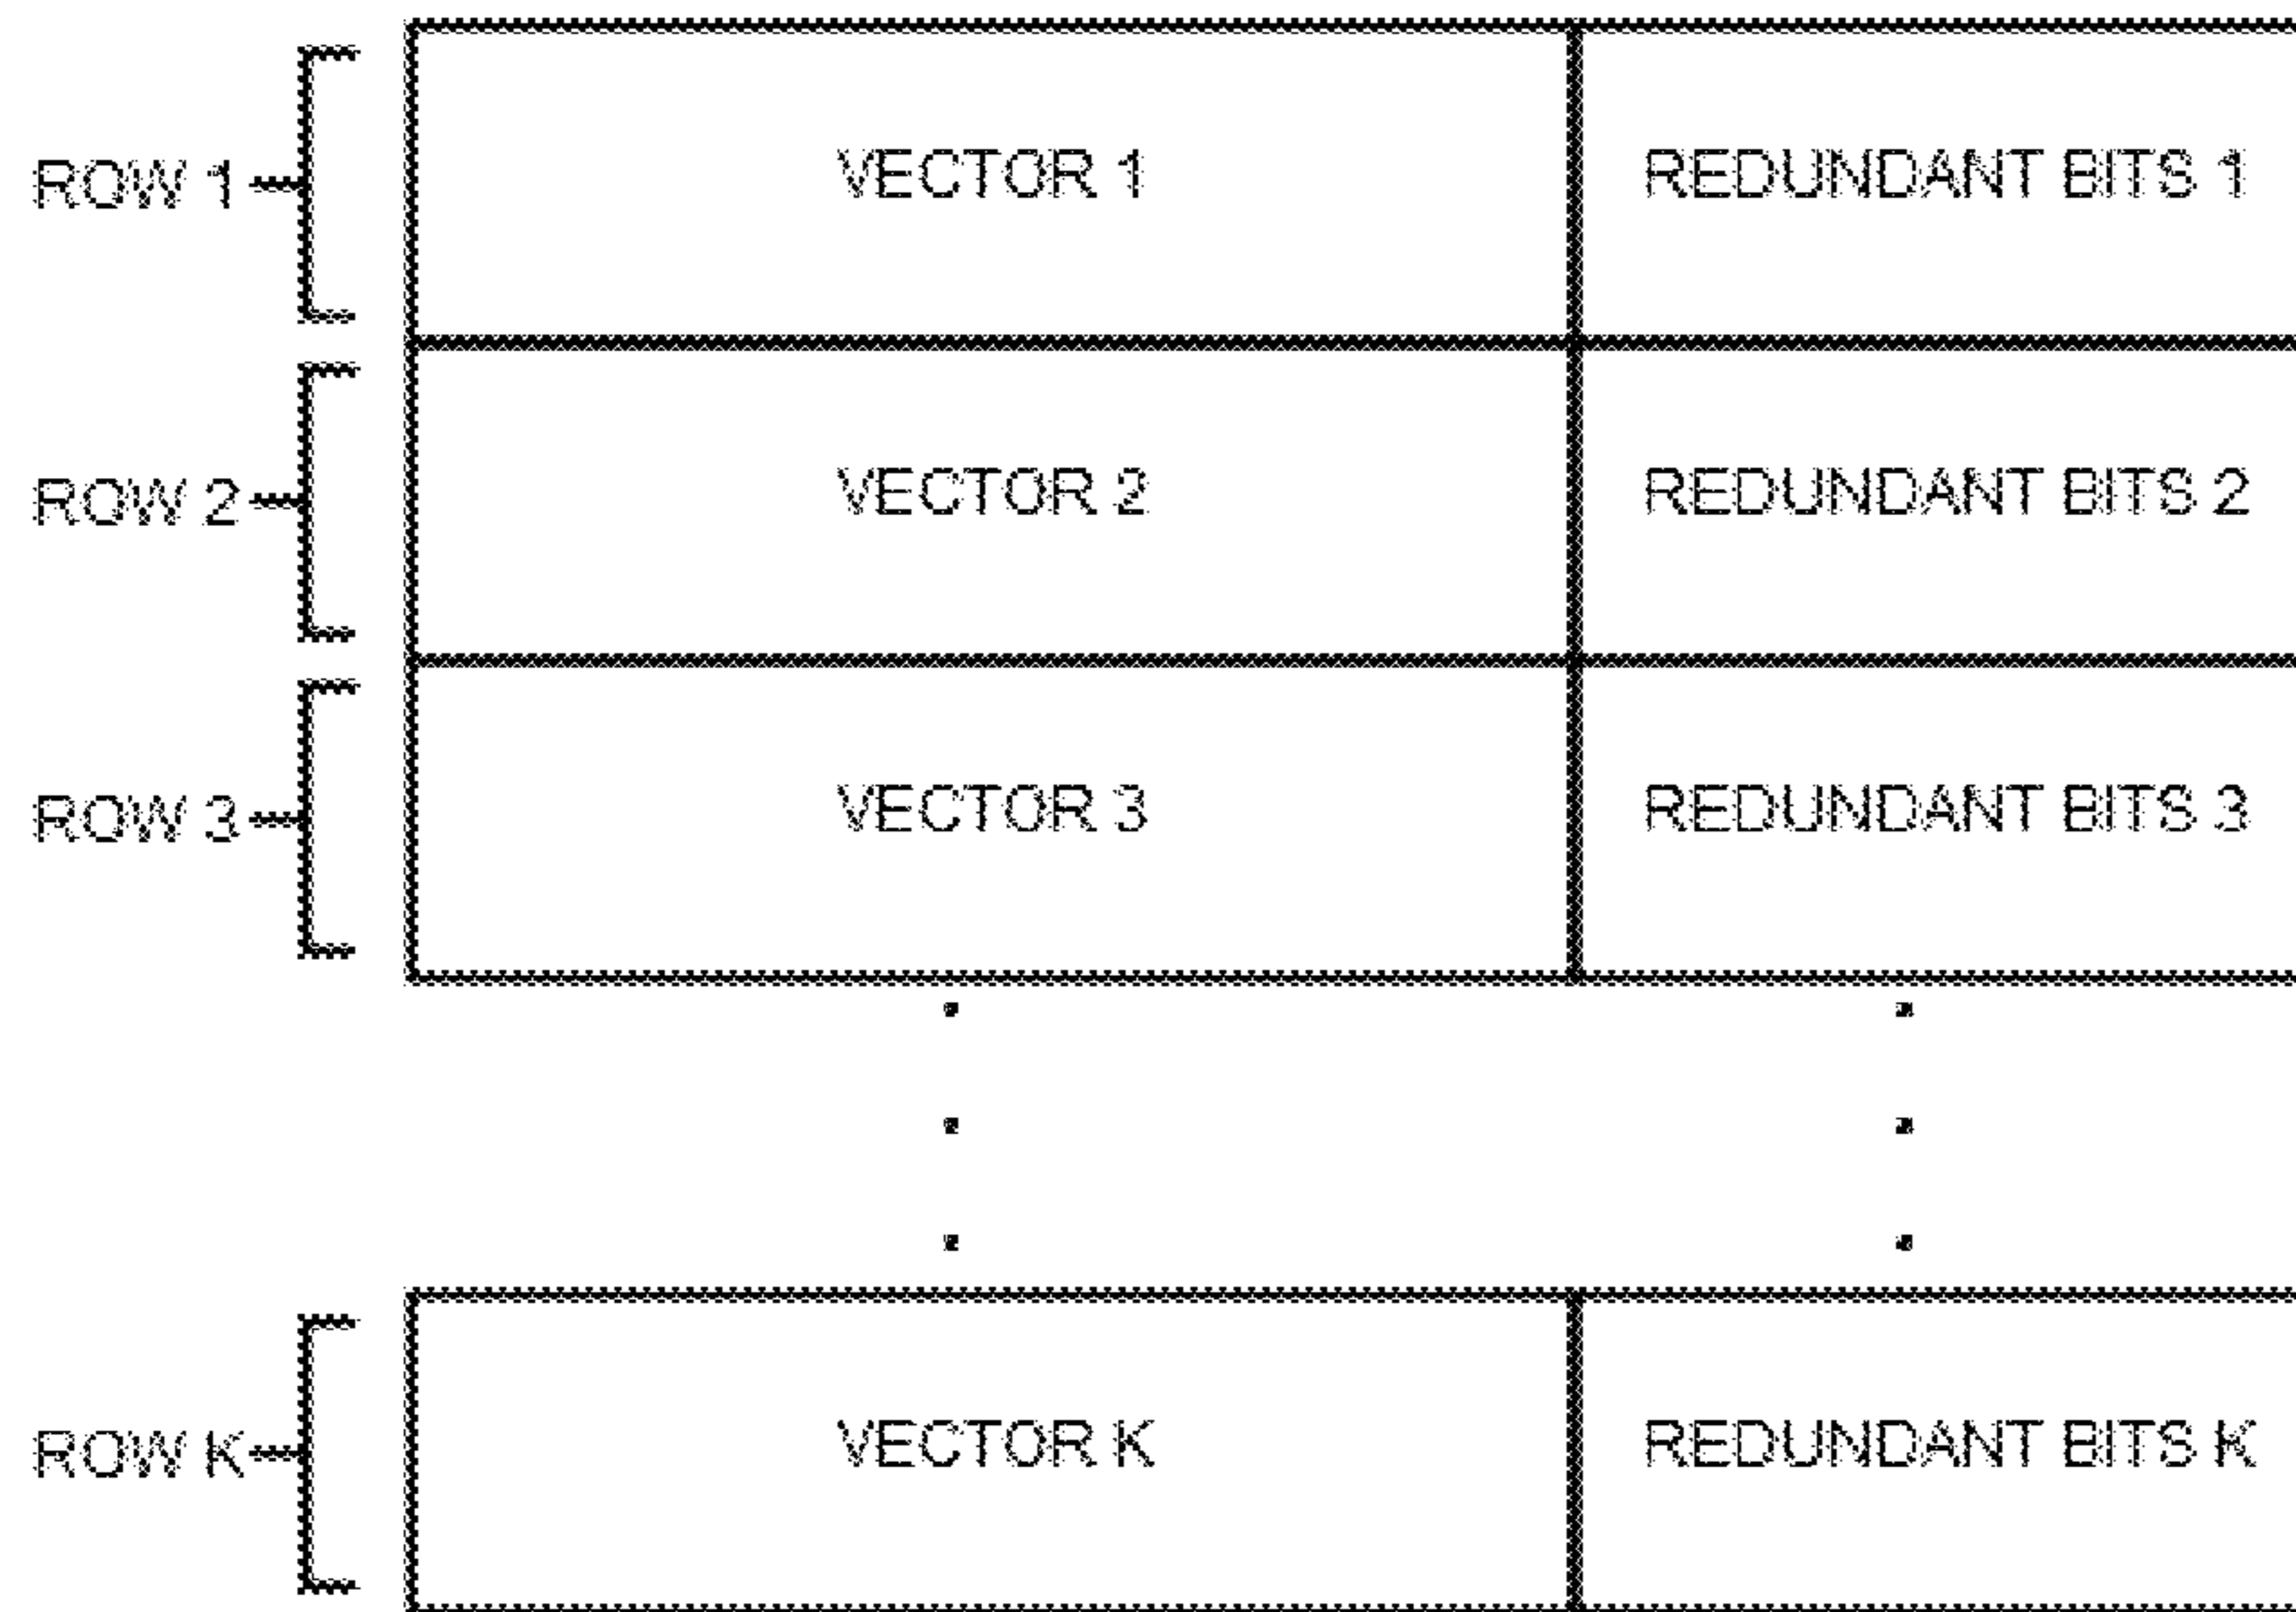 ROW 1 VECTOR 1 REDUNDANT BITS 1
ROW 2 VECTOR 2 REDUNDANT BITS 2
ROW 3 VECTOR 3 REDUNDANT BITS 3
ROW K VECTOR K REDUNDANT BITS K